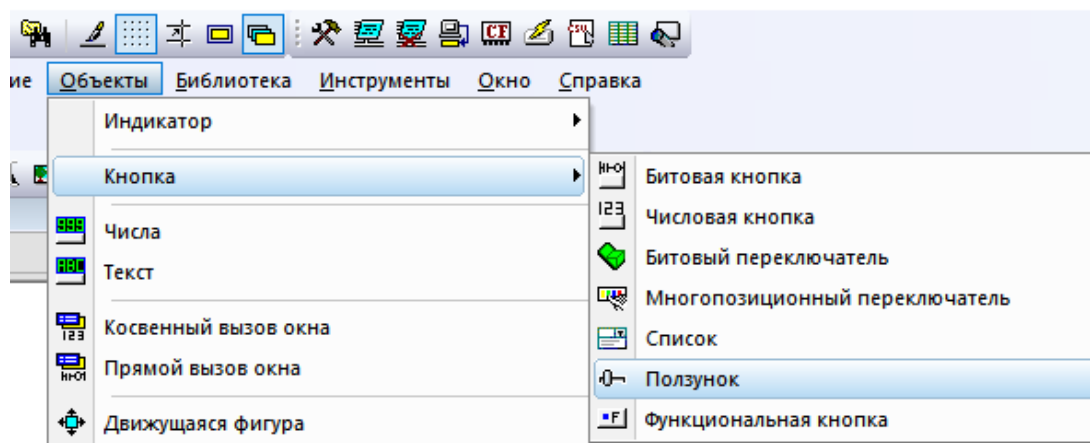 ие Объекты Библиотека Инструменты Окно Справка
Индикатор
Кнопка
Числа
Текст
Косвенный вызов окна
Прямой вызов окна
Движущаяся фигура
Битовая кнопка
Числовая кнопка
Битовый переключатель
Многопозиционный переключатель
Список
Ползунок
Функциональная кнопка